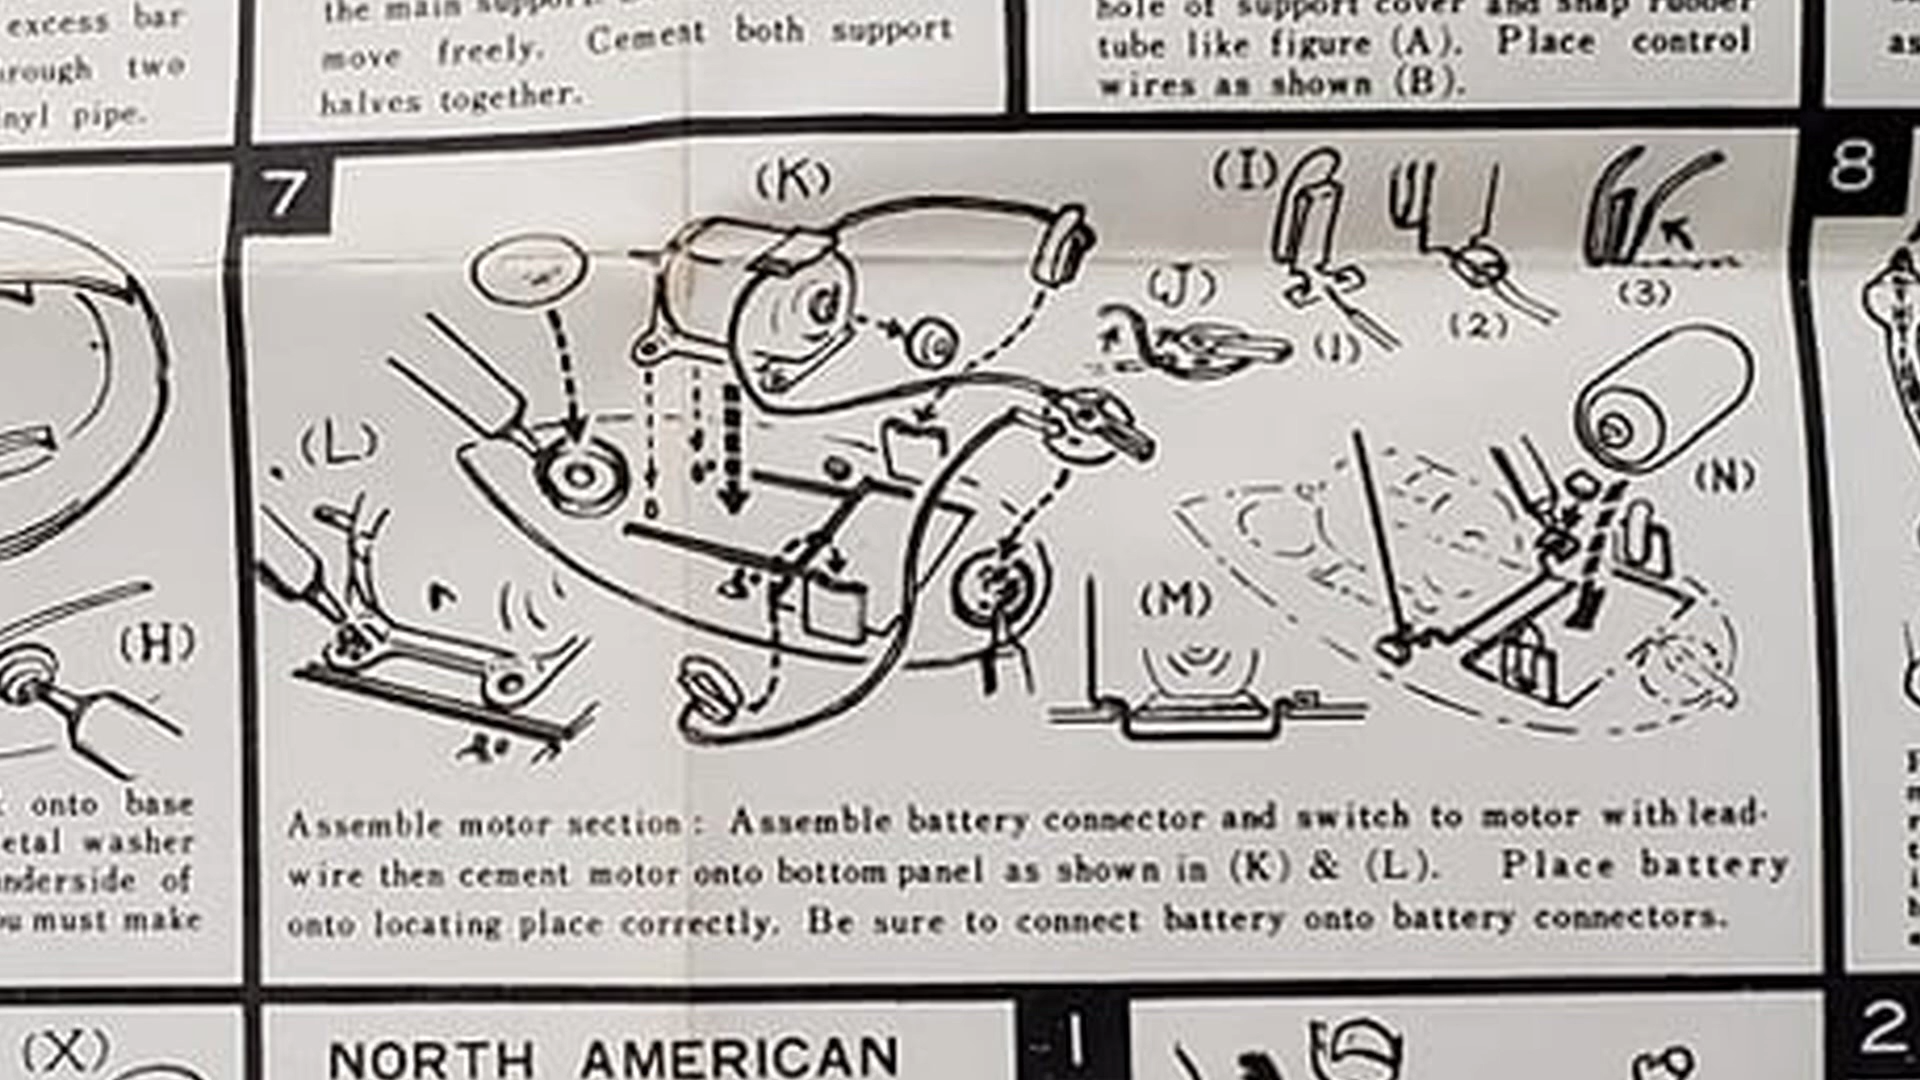 excess bar
rough two
nyl pipe.
the main support
move freely. Cement both support
halves together.
hole of support cover and snap rubber
tube like figure (A). Place control
wires as shown (B).
as
7
8
(K)
(I)
(J)
(1)
(2)
(3)
(L)
(M)
(N)
(H)
onto base
etal washer
nderside of
u must make
Assemble motor section: Assemble battery connector and switch to motor with lead-
wire then cement motor onto bottom panel as shown in (K) & (L). Place battery
onto locating place correctly. Be sure to connect battery onto battery connectors.
(X)
NORTH AMERICAN
1
2